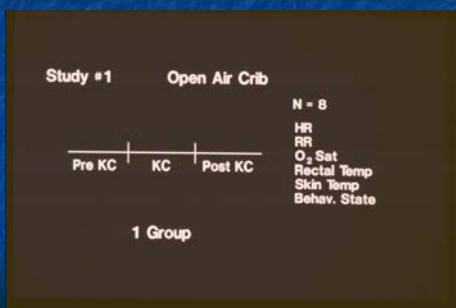 Study #1 Open Air Crib
N = 8
HR
RR
O₂ Sat
Rectal Temp
Skin Temp
Behav. State
Pre KC KC Post KC
1 Group